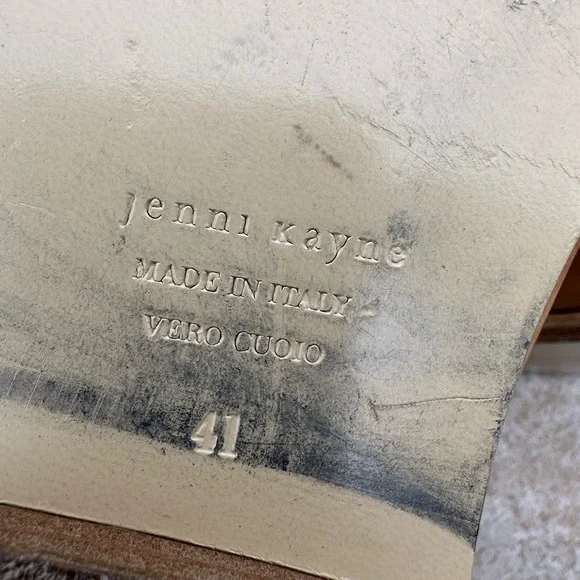 jenni kayne
MADE IN ITALY
VERO CUOIO
41